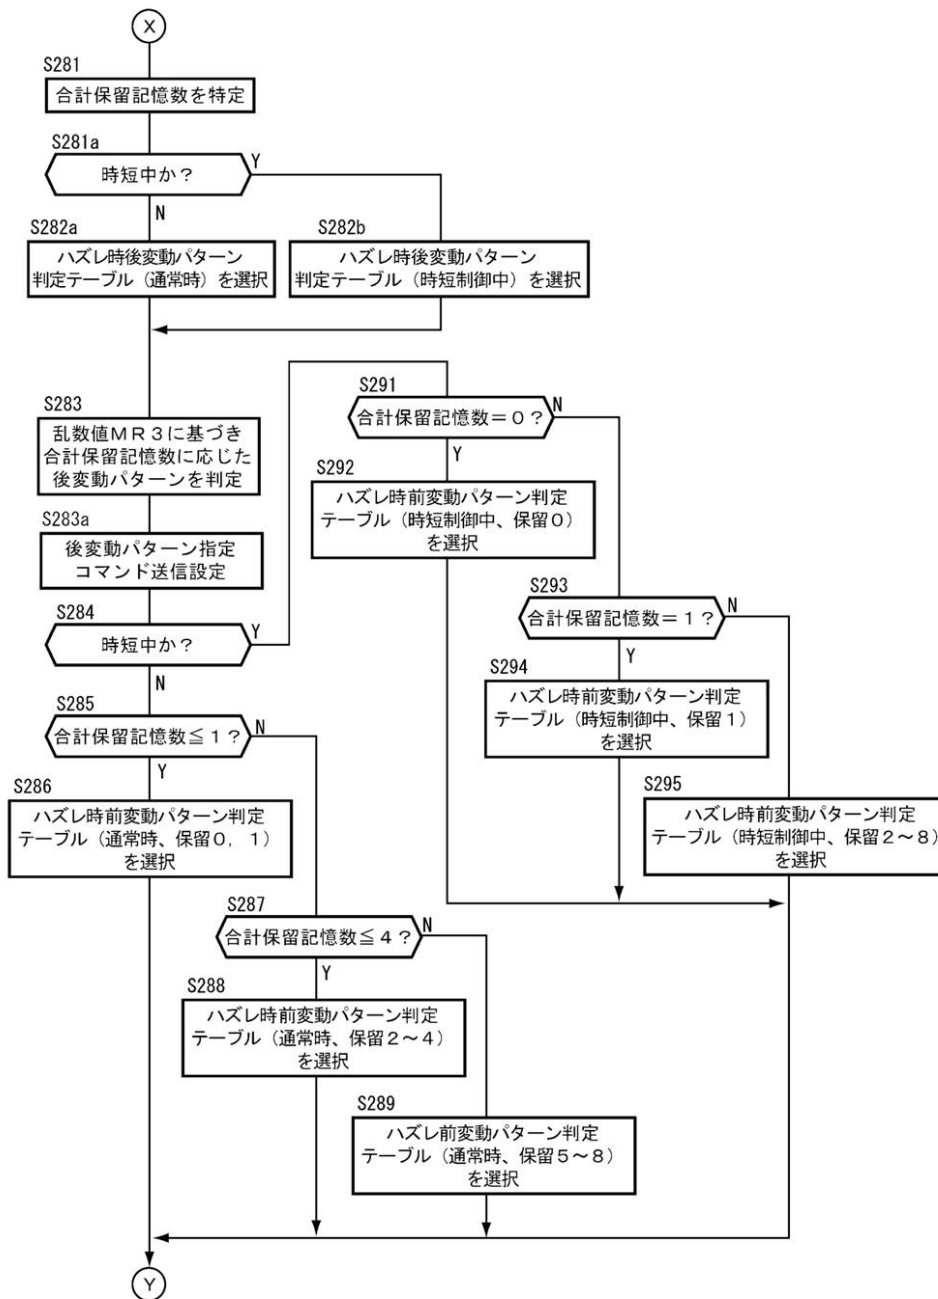 X
S281
合計保留記憶数を特定
S281a
時短中か？
Y
N
S282a
ハズレ時後変動パターン
判定テーブル（通常時）を選択
S282b
ハズレ時後変動パターン
判定テーブル（時短制御中）を選択
S283
乱数値ＭＲ３に基づき
合計保留記憶数に応じた
後変動パターンを判定
S283a
後変動パターン指定
コマンド送信設定
S284
時短中か？
Y
N
S285
合計保留記憶数≦１？
N
Y
S286
ハズレ時前変動パターン判定
テーブル（通常時、保留０，１）
を選択
S287
合計保留記憶数≦４？
N
Y
S288
ハズレ時前変動パターン判定
テーブル（通常時、保留２～４）
を選択
S289
ハズレ前変動パターン判定
テーブル（通常時、保留５～８）
を選択
S291
合計保留記憶数＝０？
N
Y
S292
ハズレ時前変動パターン判定
テーブル（時短制御中、保留０）
を選択
S293
合計保留記憶数＝１？
N
Y
S294
ハズレ時前変動パターン判定
テーブル（時短制御中、保留１）
を選択
S295
ハズレ時前変動パターン判定
テーブル（時短制御中、保留２～８）
を選択
Y